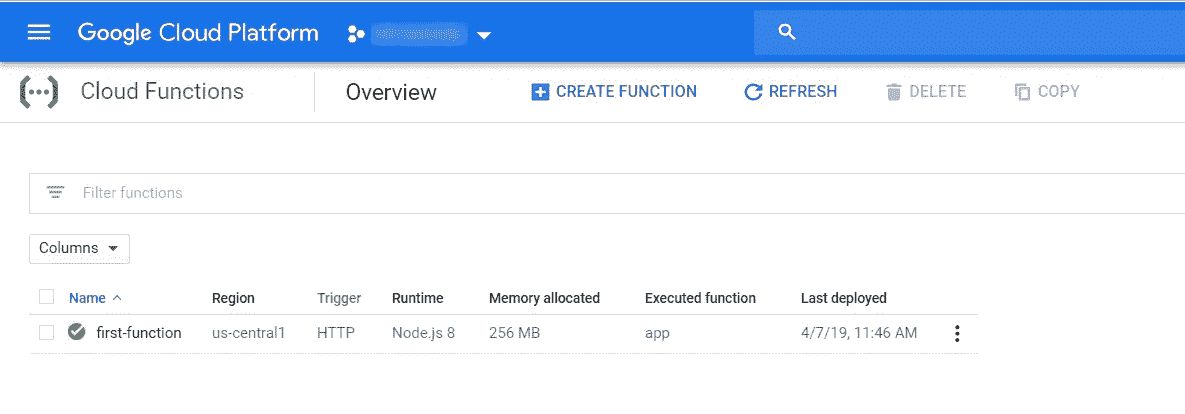 Google Cloud Platform
Cloud Functions Overview CREATE FUNCTION REFRESH DELETE COPY
Filter functions
Columns
Name Region Trigger Runtime Memory allocated Executed function Last deployed
first-function us-central1 HTTP Node.js 8 256 MB app 4/7/19, 11:46 AM